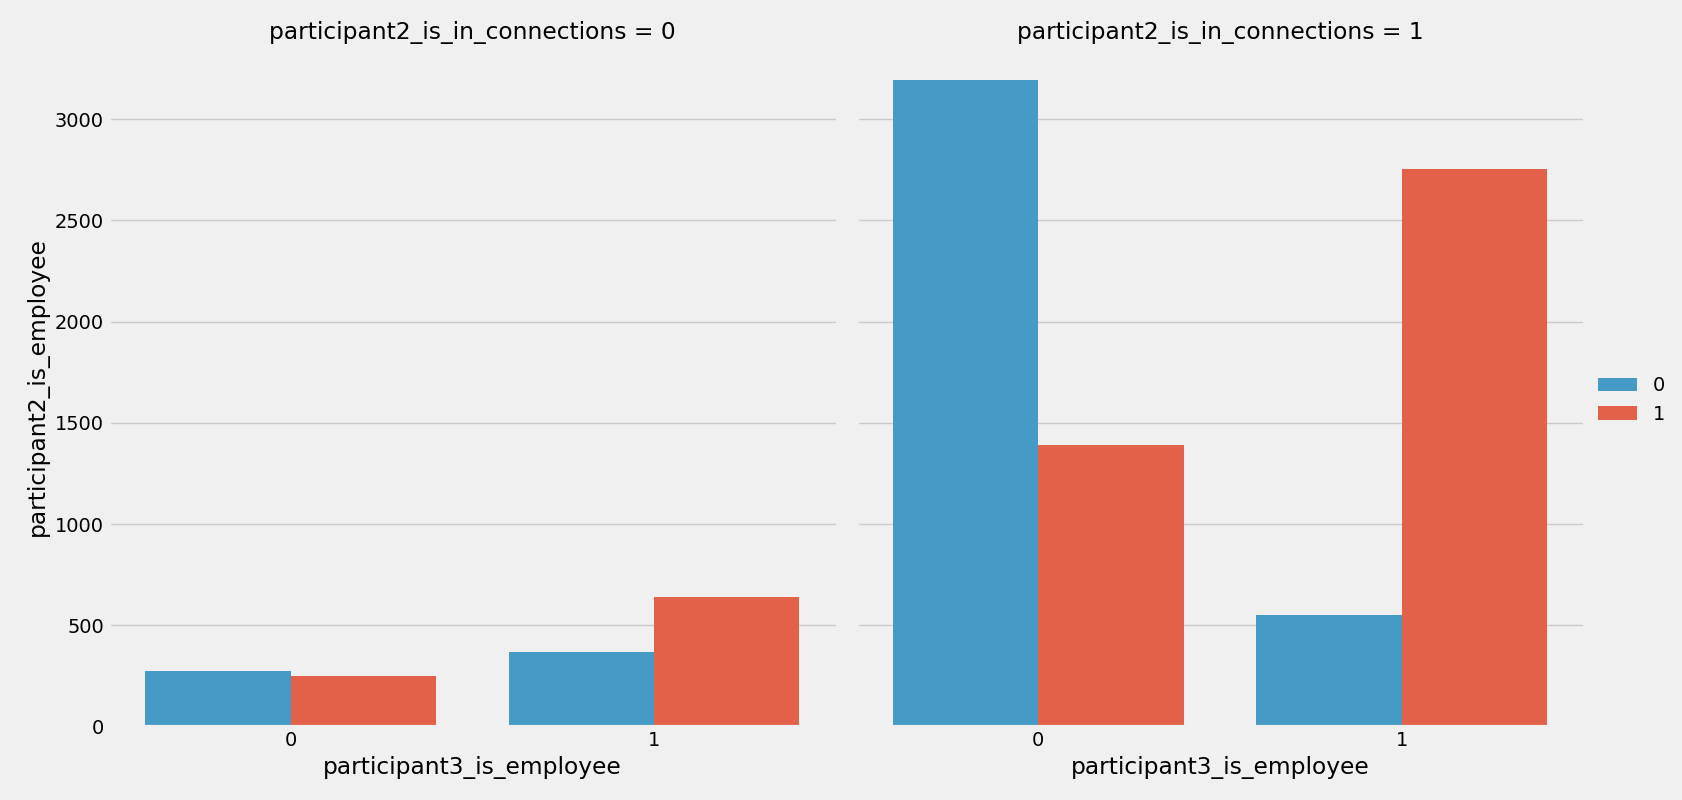 participant2_is_in_connections = 0
participant2_is_in_connections = 1
participant2_is_employee
3000
2500
2000
1500
1000
500
0
0
1
0
1
participant3_is_employee
participant3_is_employee
0
1